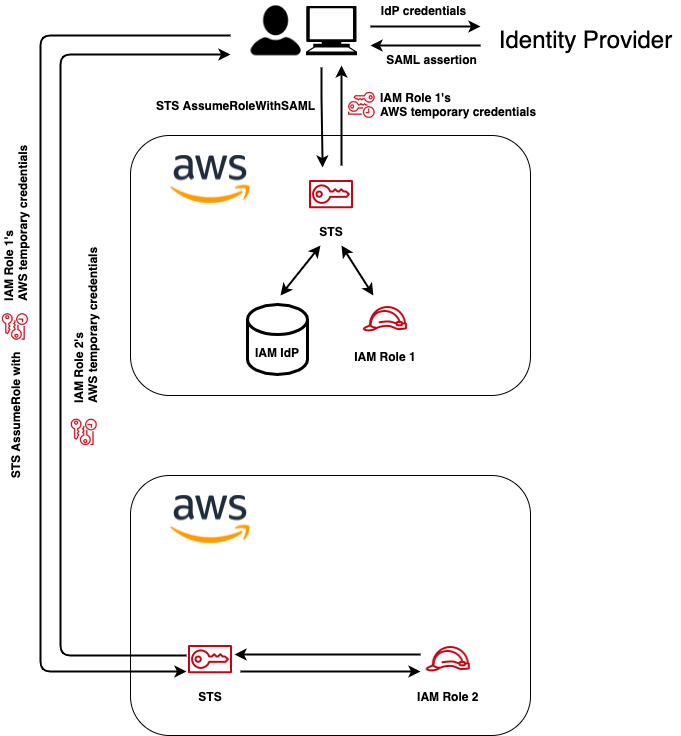 IdP credentials
Identity Provider
SAML assertion
STS AssumeRoleWithSAML
IAM Role 1's
AWS temporary credentials
aws
STS
IAM IdP
IAM Role 1
STS AssumeRole with
IAM Role 1's
AWS temporary credentials
IAM Role 2's
AWS temporary credentials
aws
STS
IAM Role 2